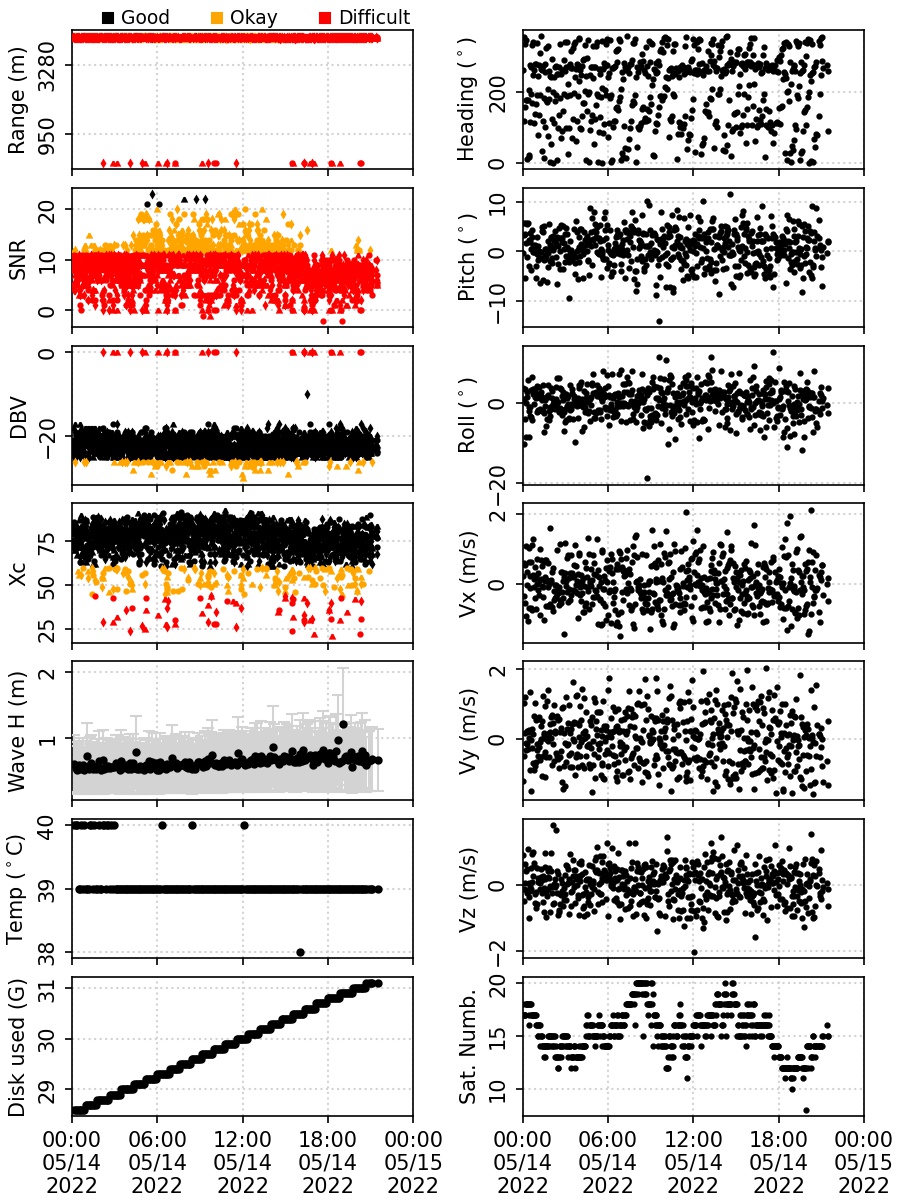 Good Okay Difficult
Range (m)
3280
950
Heading ( ° )
200
0
SNR
20
10
0
Pitch ( ° )
10
0
−10
DBV
0
−20
Roll ( ° )
0
−20
Xc
75
50
25
Vx (m/s)
2
0
Wave H (m)
2
1
Vy (m/s)
2
0
Temp ( ° C)
40
39
38
Vz (m/s)
0
−2
Disk used (G)
31
30
29
Sat. Numb.
20
15
10
00:00 06:00 12:00 18:00 00:00
05/14 05/14 05/14 05/14 05/15
2022 2022 2022 2022 2022
00:00 06:00 12:00 18:00 00:00
05/14 05/14 05/14 05/14 05/15
2022 2022 2022 2022 2022